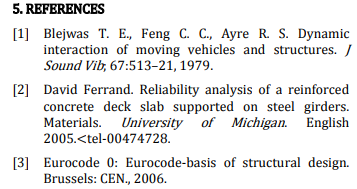 5. REFERENCES
[1] Blejwas T. E., Feng C. C., Ayre R. S. Dynamic
interaction of moving vehicles and structures. J
Sound Vib, 67:513–21, 1979.
[2] David Ferrand. Reliability analysis of a reinforced
concrete deck slab supported on steel girders.
Materials. University of Michigan. English
2005.<tel-00474728.
[3] Eurocode 0: Eurocode-basis of structural design.
Brussels: CEN., 2006.